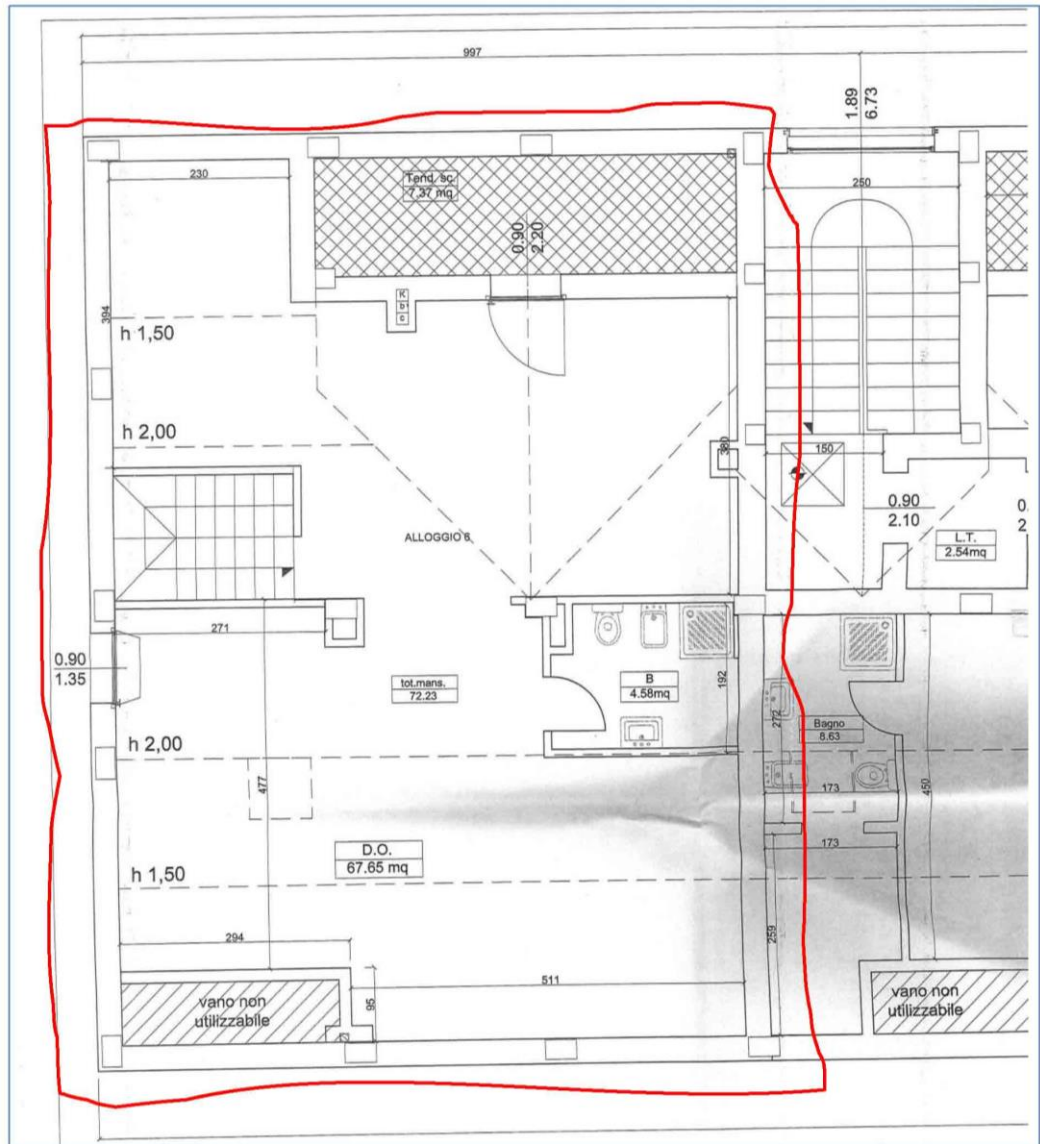 997
1.89
6.73
230
Tend. sc.
7.37 mq
250
0.90
2.20
K
b
c
394
h 1,50
h 2,00
380
150
0.90
2.10
0.
2
L.T.
2.54mq
ALLOGGIO 6
271
0.90
1.35
tot.mans.
72.23
B
4.58mq
192
272
Bagno
8.63
h 2,00
477
173
450
D.O.
67.65 mq
173
h 1,50
259
294
511
95
vano non
utilizzabile
vano non
utilizzabile